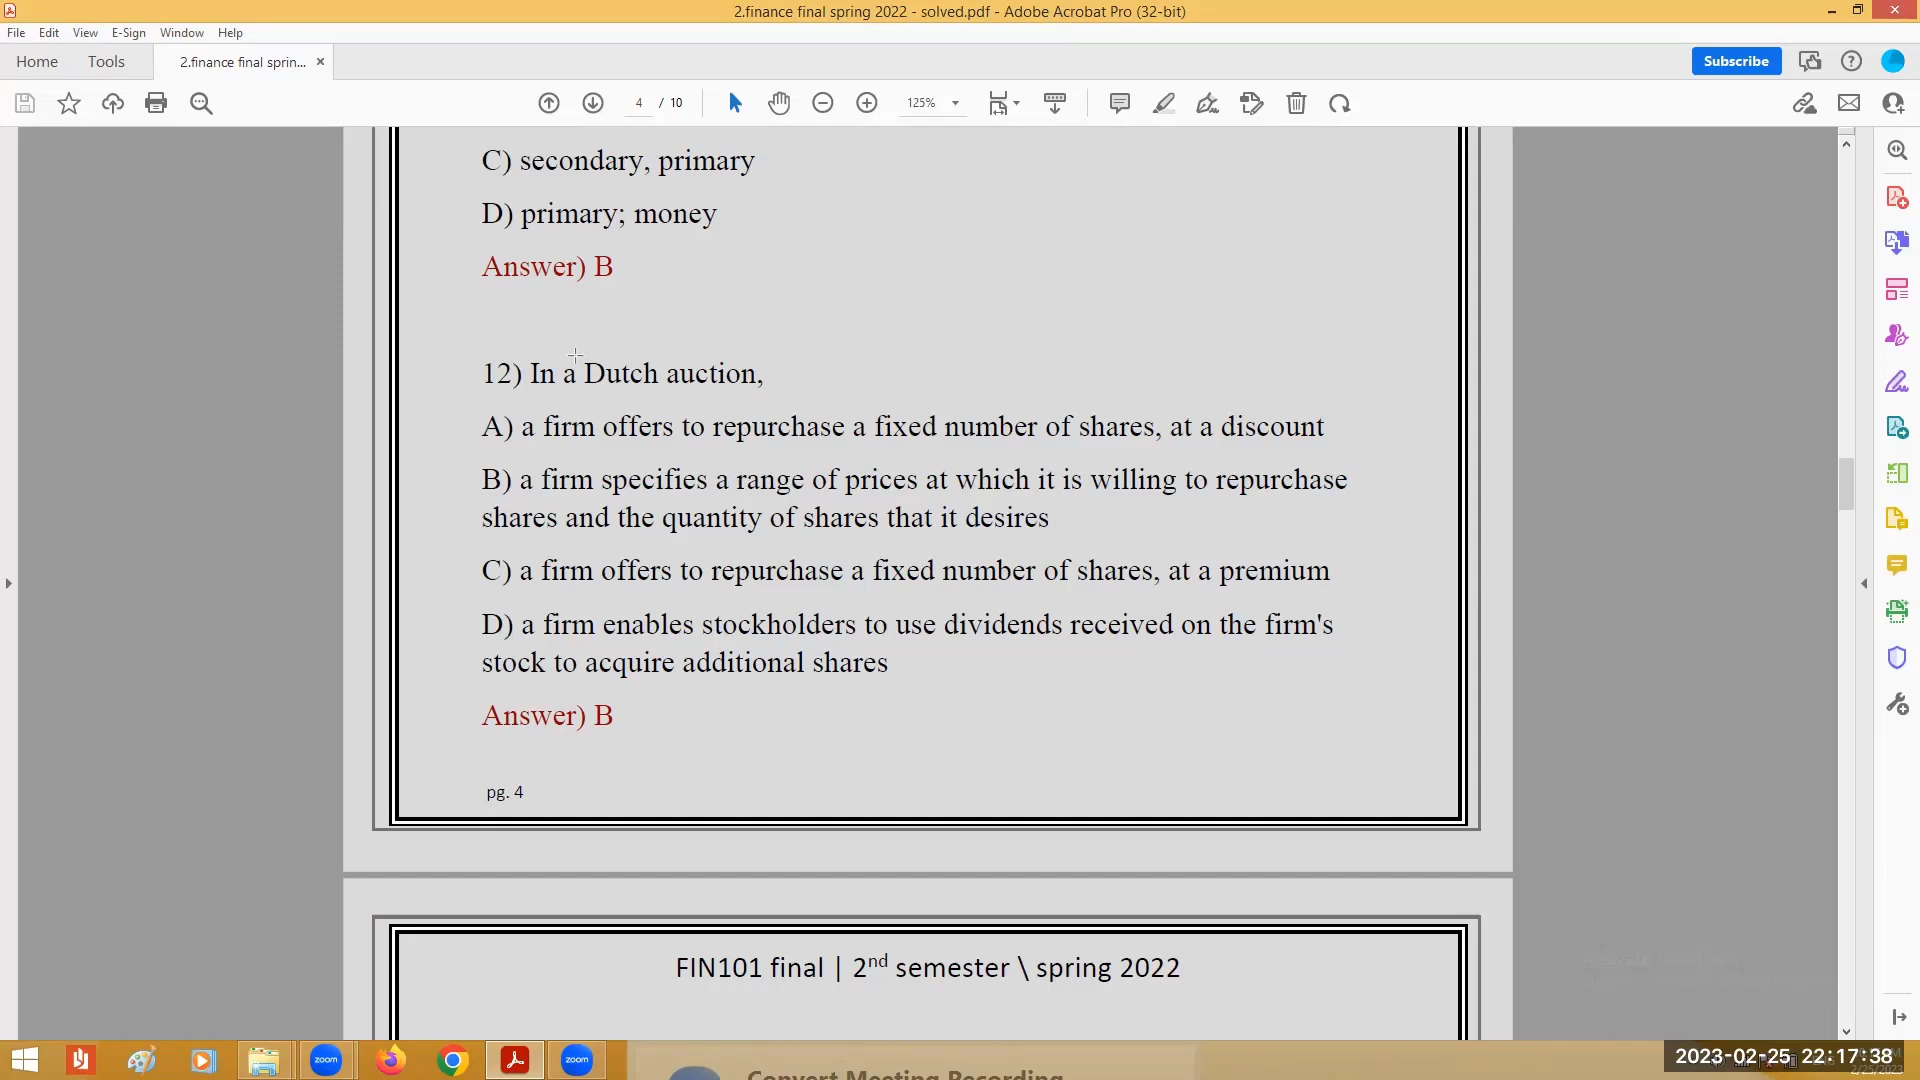 2.finance final spring 2022 - solved.pdf - Adobe Acrobat Pro (32-bit)
File Edit View E-Sign Window Help
Home Tools 2.finance final sprin... × Subscribe
4 / 10 125%
C) secondary, primary
D) primary; money
Answer) B
12) In a Dutch auction,
A) a firm offers to repurchase a fixed number of shares, at a discount
B) a firm specifies a range of prices at which it is willing to repurchase
shares and the quantity of shares that it desires
C) a firm offers to repurchase a fixed number of shares, at a premium
D) a firm enables stockholders to use dividends received on the firm's
stock to acquire additional shares
Answer) B
pg. 4
FIN101 final | 2nd semester \ spring 2022
zoom zoom
Convert Meeting Recording
2023-02-25 22:17:38
2/25/2023